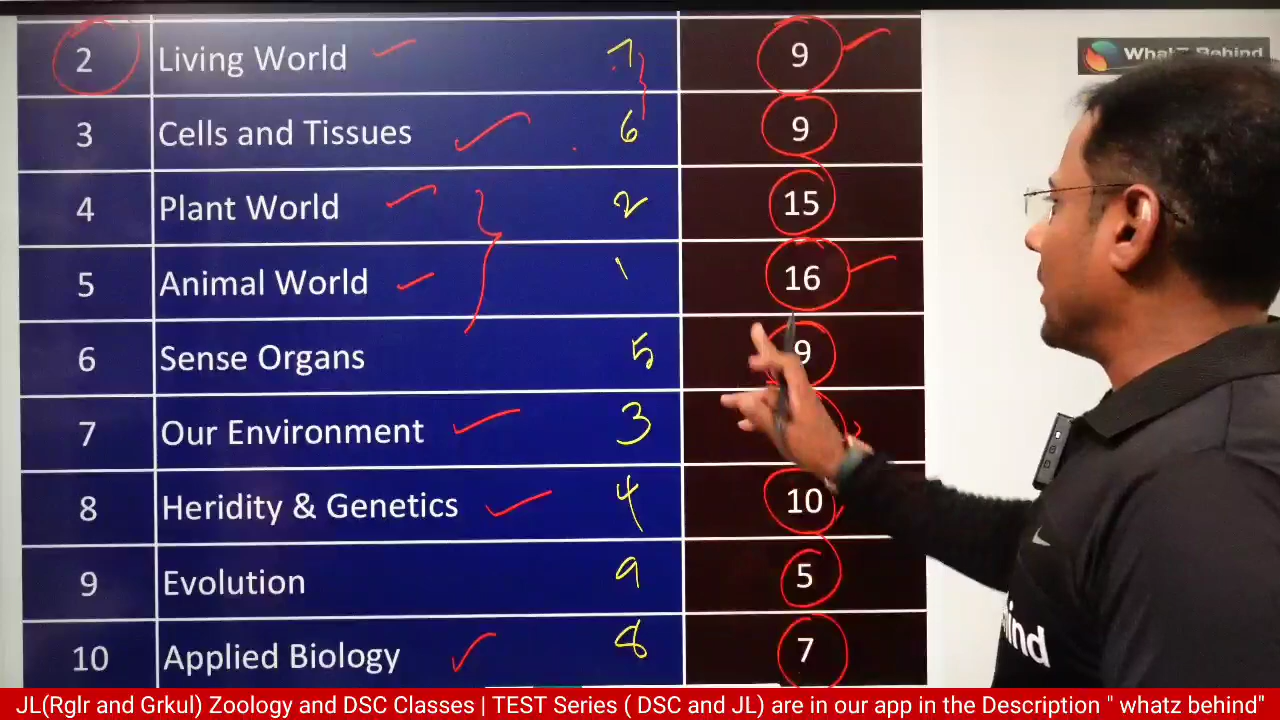 2 Living World 7 9
WhatZ Behind
3 Cells and Tissues 6 9
4 Plant World 2 15
5 Animal World 1 16
6 Sense Organs 5 9
7 Our Environment 3
8 Heridity & Genetics 4 10
9 Evolution 9 5
10 Applied Biology 8 7
JL(Rglr and Grkul) Zoology and DSC Classes | TEST Series ( DSC and JL) are in our app in the Description " whatz behind"